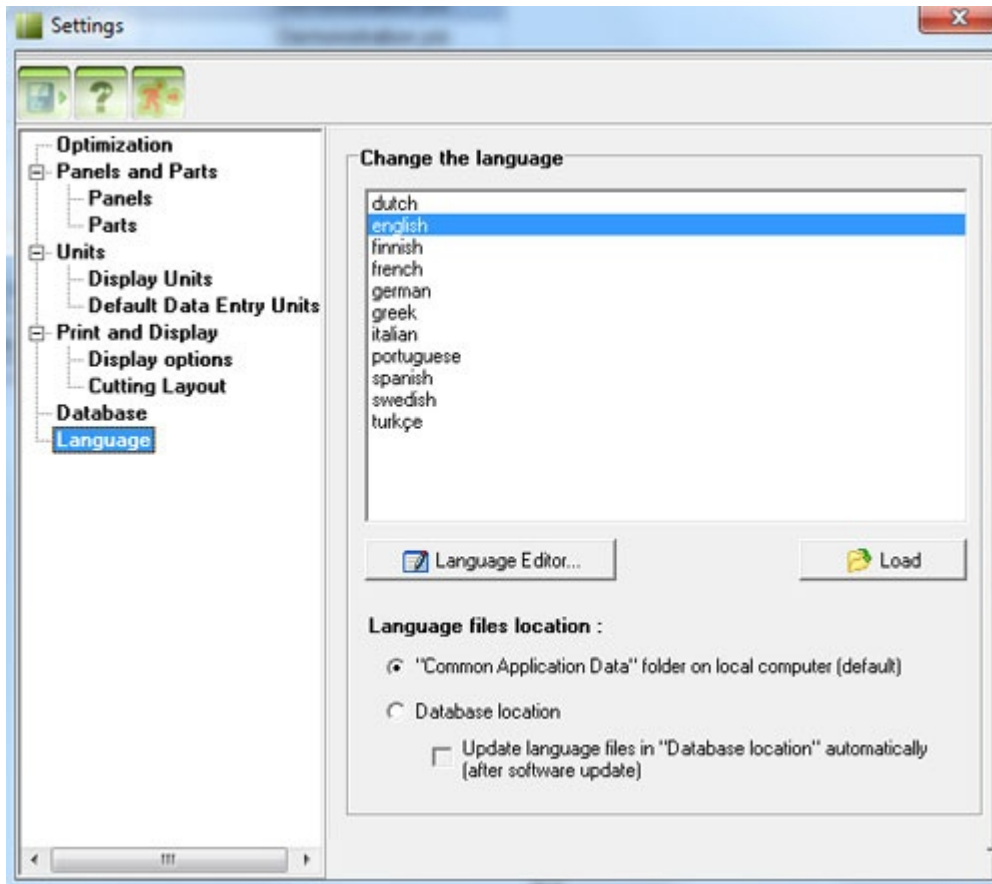 Settings
Optimization
Panels and Parts
Panels
Parts
Units
Display Units
Default Data Entry Units
Print and Display
Display options
Cutting Layout
Database
Language
Change the language
dutch
english
finnish
french
german
greek
italian
portuguese
spanish
swedish
turkçe
Language Editor...
Load
Language files location :
"Common Application Data" folder on local computer (default)
Database location
Update language files in "Database location" automatically
(after software update)